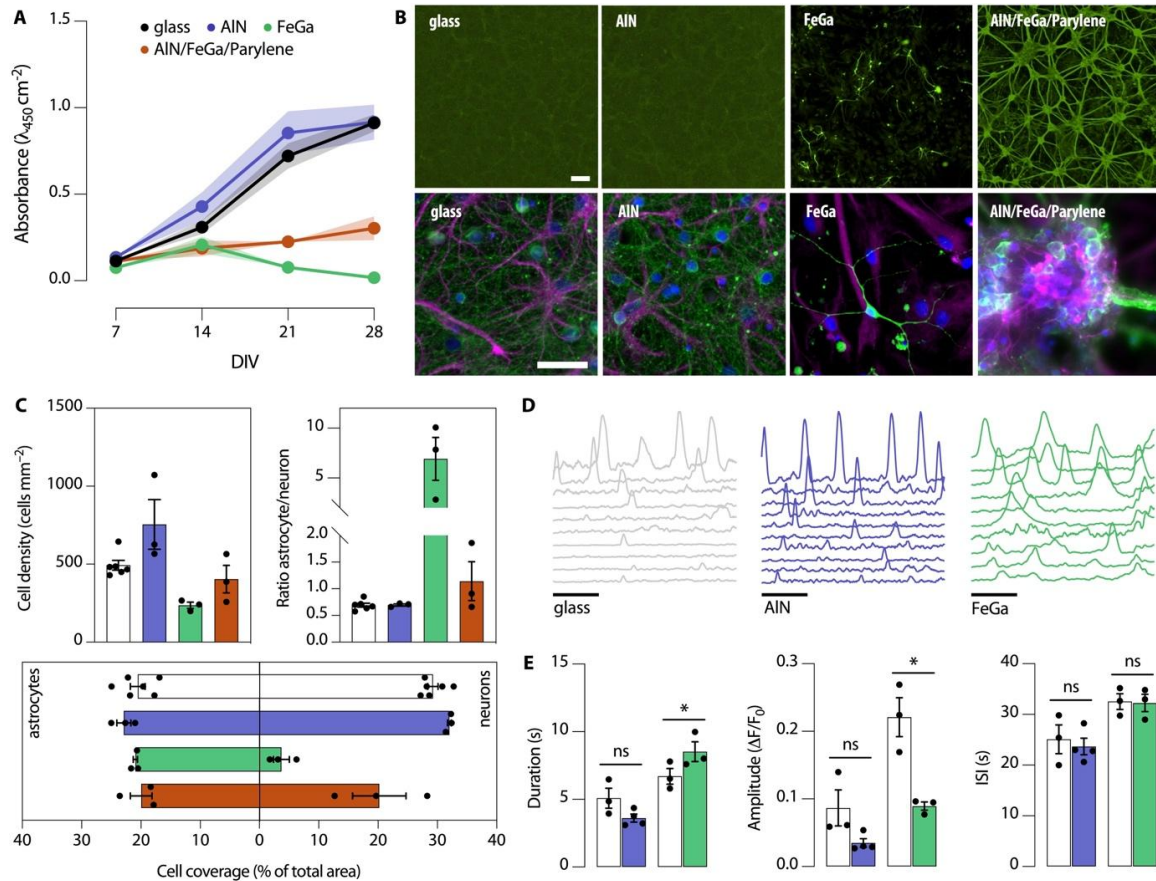 A
glass AlN FeGa
AlN/FeGa/Parylene
Absorbance (λ450 cm-2)
1.5
1.0
0.5
0.0
7 14 21 28
DIV
B
glass AlN FeGa AlN/FeGa/Parylene
glass AlN FeGa AlN/FeGa/Parylene
C
Cell density (cells mm-2)
1500
1000
500
0
Ratio astrocyte/neuron
10
5
2.0
1.5
1.0
0.5
0.0
astrocytes
neurons
40 20 0 20 40
Cell coverage (% of total area)
D
glass AlN FeGa
E
Duration (s)
15
10
5
0
ns *
Amplitude (ΔF/F0)
0.3
0.2
0.1
0.0
ns *
ISI (s)
40
30
20
10
0
ns ns